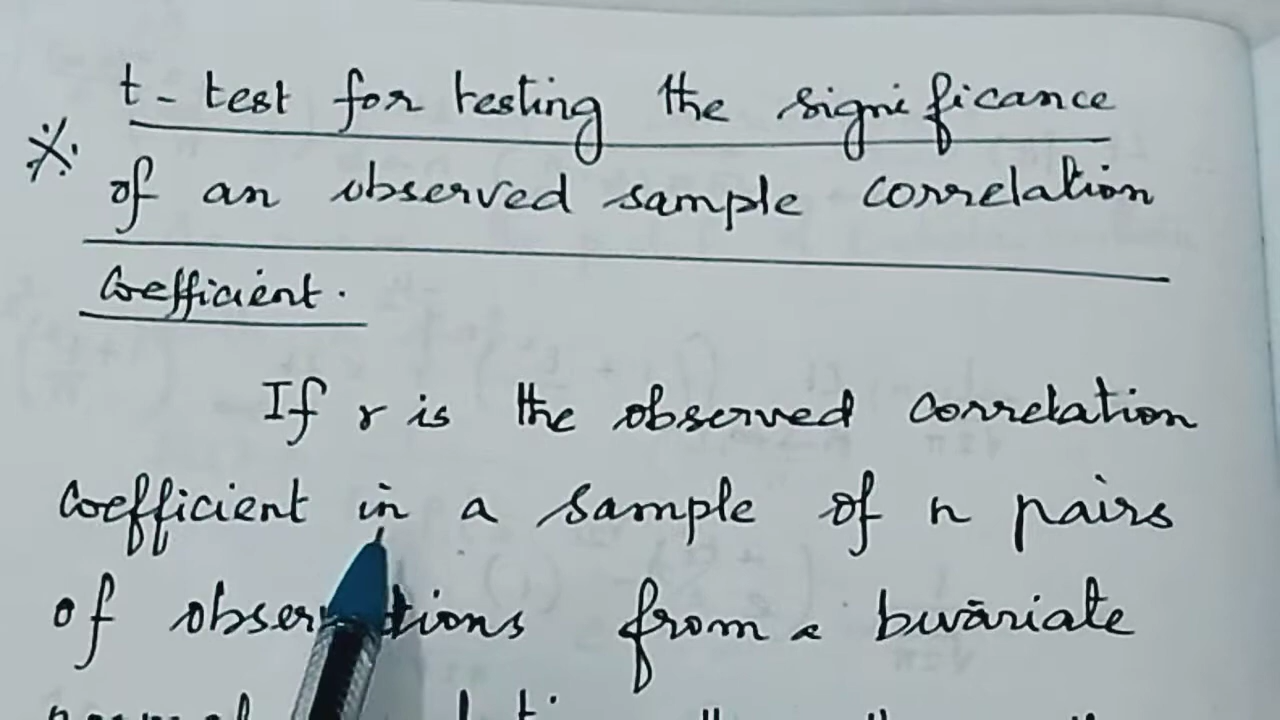 t-test for testing the significance
※ of an observed sample correlation
coefficient.
If r is the observed correlation
coefficient in a sample of n pairs
of observations from a bivariate